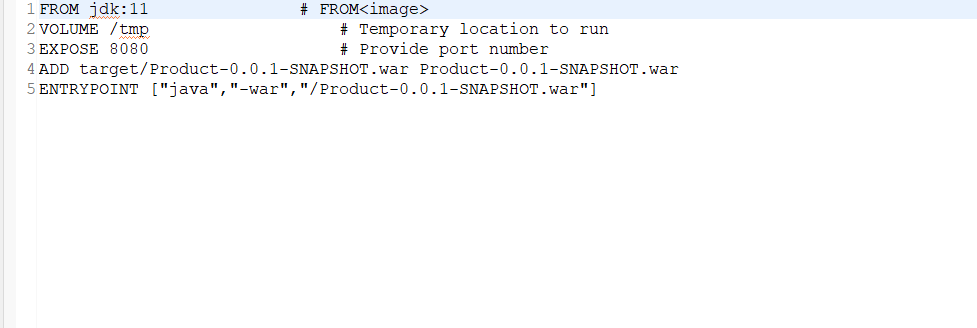 1 FROM jdk:11 # FROM<image>
2 VOLUME /tmp # Temporary location to run
3 EXPOSE 8080 # Provide port number
4 ADD target/Product-0.0.1-SNAPSHOT.war Product-0.0.1-SNAPSHOT.war
5 ENTRYPOINT ["java","-war","/Product-0.0.1-SNAPSHOT.war"]